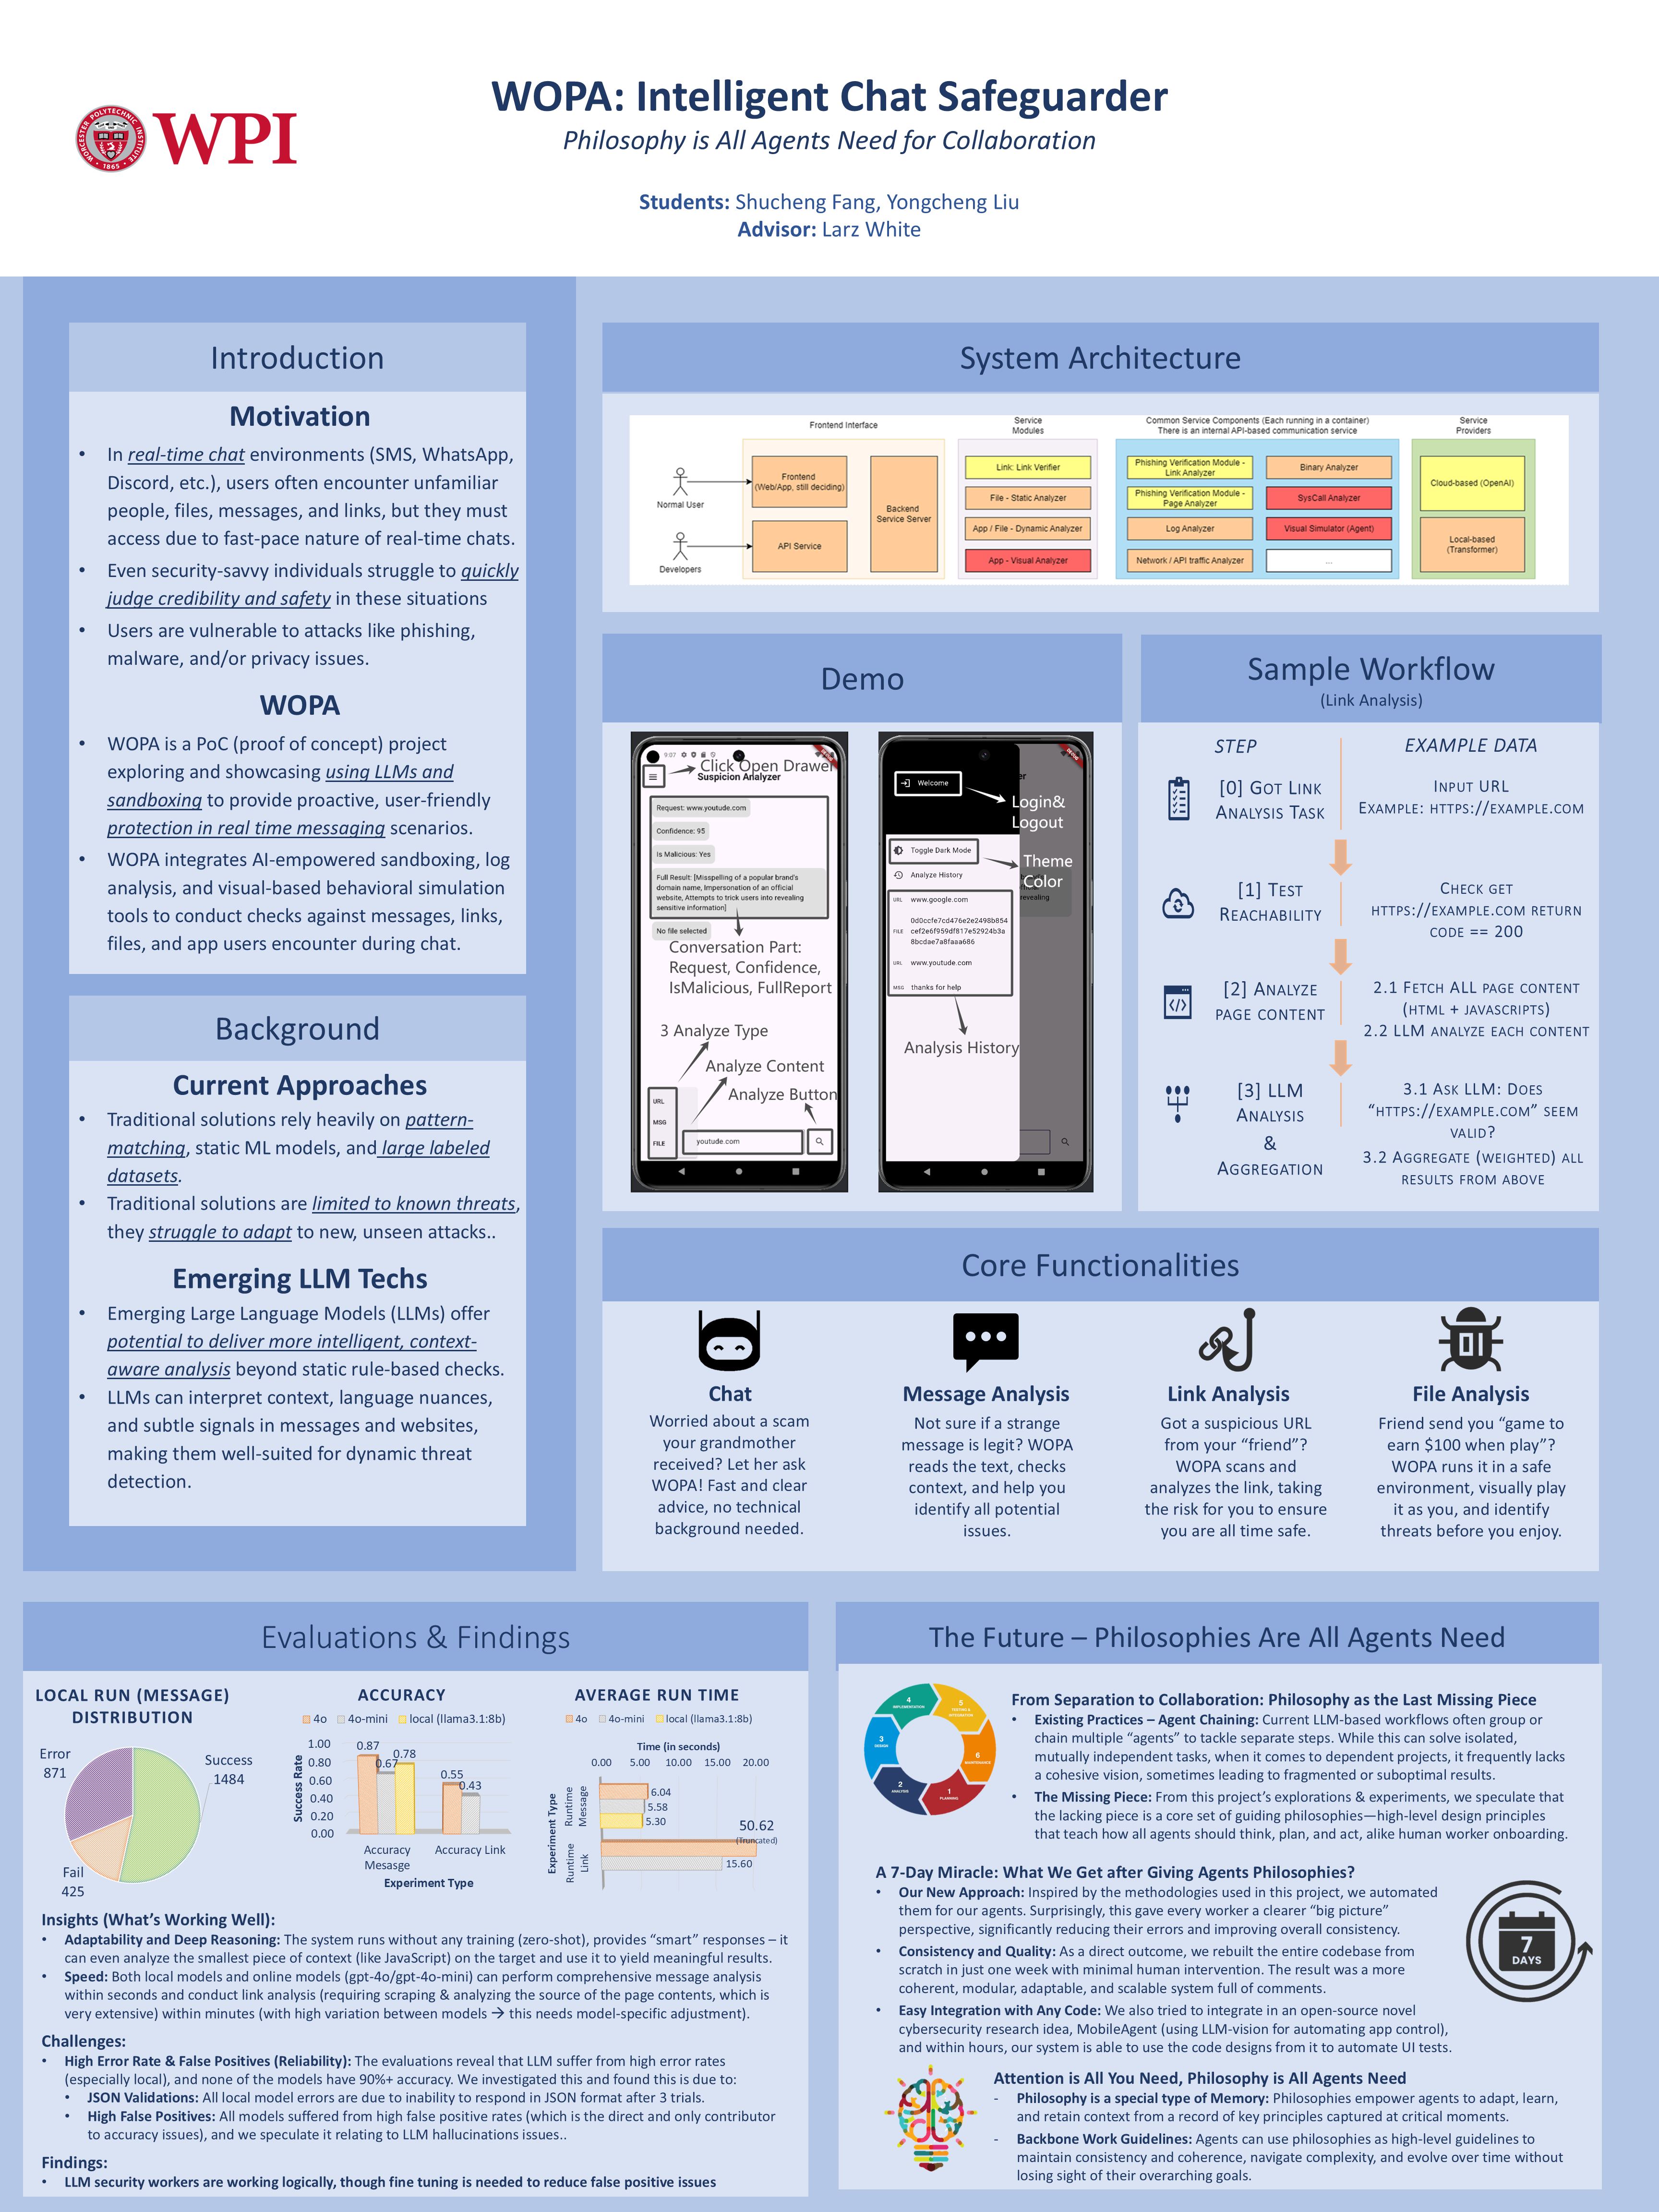 WORCESTER POLYTECHNIC INSTITUTE
1865
WPI
WOPA: Intelligent Chat Safeguarder
Philosophy is All Agents Need for Collaboration
Students: Shucheng Fang, Yongcheng Liu
Advisor: Larz White
Introduction
Motivation
• In real-time chat environments (SMS, WhatsApp,
Discord, etc.), users often encounter unfamiliar
people, files, messages, and links, but they must
access due to fast-pace nature of real-time chats.
• Even security-savvy individuals struggle to quickly
judge credibility and safety in these situations
• Users are vulnerable to attacks like phishing,
malware, and/or privacy issues.
WOPA
• WOPA is a PoC (proof of concept) project
exploring and showcasing using LLMs and
sandboxing to provide proactive, user-friendly
protection in real time messaging scenarios.
• WOPA integrates AI-empowered sandboxing, log
analysis, and visual-based behavioral simulation
tools to conduct checks against messages, links,
files, and app users encounter during chat.
Background
Current Approaches
• Traditional solutions rely heavily on pattern-
matching, static ML models, and large labeled
datasets.
• Traditional solutions are limited to known threats,
they struggle to adapt to new, unseen attacks..
Emerging LLM Techs
• Emerging Large Language Models (LLMs) offer
potential to deliver more intelligent, context-
aware analysis beyond static rule-based checks.
• LLMs can interpret context, language nuances,
and subtle signals in messages and websites,
making them well-suited for dynamic threat
detection.
System Architecture
Frontend Interface
Service
Modules
Common Service Components (Each running in a container)
There is an internal API-based communication service
Service
Providers
Normal User
Developers
Frontend
(Web/App, still deciding)
API Service
Backend
Service Server
Link: Link Verifier
File - Static Analyzer
App / File - Dynamic Analyzer
App - Visual Analyzer
Phishing Verification Module -
Link Analyzer
Phishing Verification Module -
Page Analyzer
Log Analyzer
Network / API traffic Analyzer
Binary Analyzer
SysCall Analyzer
Visual Simulator (Agent)
...
Cloud-based (OpenAI)
Local-based
(Transformer)
Demo
9:07
Click Open Drawer
Suspicion Analyzer
Request: www.youtude.com
Confidence: 95
Is Malicious: Yes
Full Result: [Misspelling of a popular brand's
domain name, Impersonation of an official
website, Attempts to trick users into revealing
sensitive information]
No file selected
Conversation Part:
Request, Confidence,
IsMalicious, FullReport
3 Analyze Type
Analyze Content
Analyze Button
URL
MSG
FILE
youtude.com
Welcome
Login&
Logout
Toggle Dark Mode
Theme
Color
Analyze History
revealing
URL www.google.com
FILE 0d0ccfe7cd476e2e2498b854
cef2e6f959df817e52924b3a
8bcdae7a8faaa686
URL www.youtude.com
MSG thanks for help
Analysis History
Sample Workflow
(Link Analysis)
STEP
EXAMPLE DATA
[0] Got Link
Analysis Task
Input URL
Example: https://example.com
[1] Test
Reachability
Check get
https://example.com return
code == 200
[2] Analyze
page content
2.1 Fetch ALL page content
(html + javascripts)
2.2 LLM analyze each content
[3] LLM
Analysis
&
Aggregation
3.1 Ask LLM: Does
“https://example.com” seem
valid?
3.2 Aggregate (weighted) all
results from above
Core Functionalities
Chat
Worried about a scam
your grandmother
received? Let her ask
WOPA! Fast and clear
advice, no technical
background needed.
Message Analysis
Not sure if a strange
message is legit? WOPA
reads the text, checks
context, and help you
identify all potential
issues.
Link Analysis
Got a suspicious URL
from your “friend”?
WOPA scans and
analyzes the link, taking
the risk for you to ensure
you are all time safe.
File Analysis
Friend send you “game to
earn $100 when play”?
WOPA runs it in a safe
environment, visually play
it as you, and identify
threats before you enjoy.
Evaluations & Findings
LOCAL RUN (MESSAGE)
DISTRIBUTION
Error
871
Success
1484
Fail
425
ACCURACY
4o 4o-mini local (llama3.1:8b)
Success Rate
1.00
0.80
0.60
0.40
0.20
0.00
0.87
0.67
0.78
0.55
0.43
Accuracy
Mesasge
Accuracy Link
Experiment Type
AVERAGE RUN TIME
4o 4o-mini local (llama3.1:8b)
Time (in seconds)
0.00 5.00 10.00 15.00 20.00
Experiment Type
Runtime
Message
Runtime
Link
6.04
5.58
5.30
50.62
(Truncated)
15.60
Insights (What’s Working Well):
• Adaptability and Deep Reasoning: The system runs without any training (zero-shot), provides “smart” responses – it
can even analyze the smallest piece of context (like JavaScript) on the target and use it to yield meaningful results.
• Speed: Both local models and online models (gpt-4o/gpt-4o-mini) can perform comprehensive message analysis
within seconds and conduct link analysis (requiring scraping & analyzing the source of the page contents, which is
very extensive) within minutes (with high variation between models → this needs model-specific adjustment).
Challenges:
• High Error Rate & False Positives (Reliability): The evaluations reveal that LLM suffer from high error rates
(especially local), and none of the models have 90%+ accuracy. We investigated this and found this is due to:
• JSON Validations: All local model errors are due to inability to respond in JSON format after 3 trials.
• High False Positives: All models suffered from high false positive rates (which is the direct and only contributor
to accuracy issues), and we speculate it relating to LLM hallucinations issues..
Findings:
• LLM security workers are working logically, though fine tuning is needed to reduce false positive issues
The Future – Philosophies Are All Agents Need
1
PLANNING
2
ANALYSIS
3
DESIGN
4
IMPLEMENTATION
5
TESTING &
INTEGRATION
6
MAINTENANCE
From Separation to Collaboration: Philosophy as the Last Missing Piece
• Existing Practices – Agent Chaining: Current LLM-based workflows often group or
chain multiple “agents” to tackle separate steps. While this can solve isolated,
mutually independent tasks, when it comes to dependent projects, it frequently lacks
a cohesive vision, sometimes leading to fragmented or suboptimal results.
• The Missing Piece: From this project’s explorations & experiments, we speculate that
the lacking piece is a core set of guiding philosophies—high-level design principles
that teach how all agents should think, plan, and act, alike human worker onboarding.
A 7-Day Miracle: What We Get after Giving Agents Philosophies?
• Our New Approach: Inspired by the methodologies used in this project, we automated
them for our agents. Surprisingly, this gave every worker a clearer “big picture”
perspective, significantly reducing their errors and improving overall consistency.
• Consistency and Quality: As a direct outcome, we rebuilt the entire codebase from
scratch in just one week with minimal human intervention. The result was a more
coherent, modular, adaptable, and scalable system full of comments.
• Easy Integration with Any Code: We also tried to integrate in an open-source novel
cybersecurity research idea, MobileAgent (using LLM-vision for automating app control),
and within hours, our system is able to use the code designs from it to automate UI tests.
7
DAYS
Attention is All You Need, Philosophy is All Agents Need
- Philosophy is a special type of Memory: Philosophies empower agents to adapt, learn,
and retain context from a record of key principles captured at critical moments.
- Backbone Work Guidelines: Agents can use philosophies as high-level guidelines to
maintain consistency and coherence, navigate complexity, and evolve over time without
losing sight of their overarching goals.